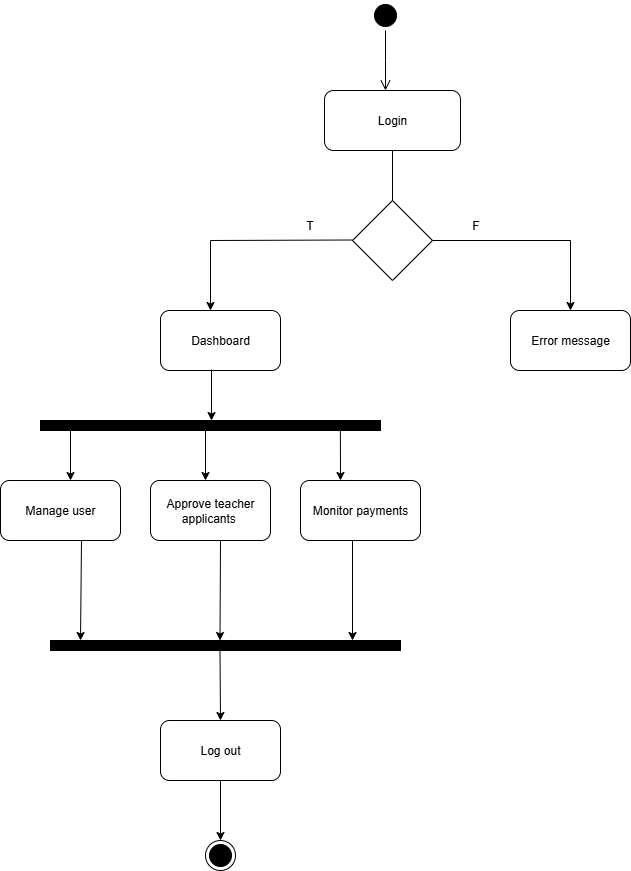 Login
T
F
Dashboard
Error message
Manage user
Approve teacher
applicants
Monitor payments
Log out